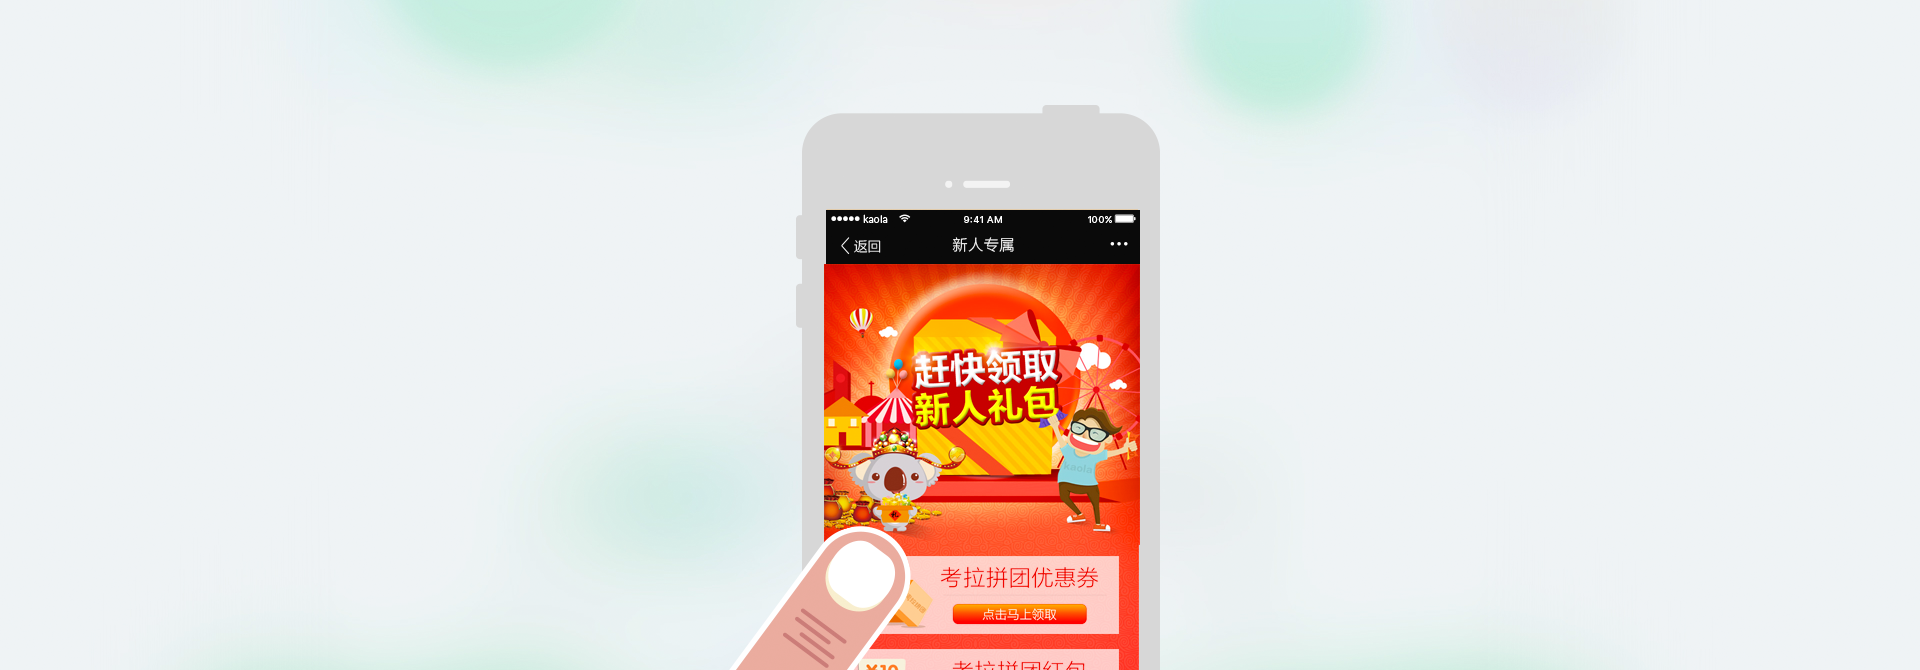 kaola 9:41 AM 100%
返回 新人专属
赶快领取
新人礼包
kaola
考拉拼团优惠券
点击马上领取
¥10 考拉拼团红包